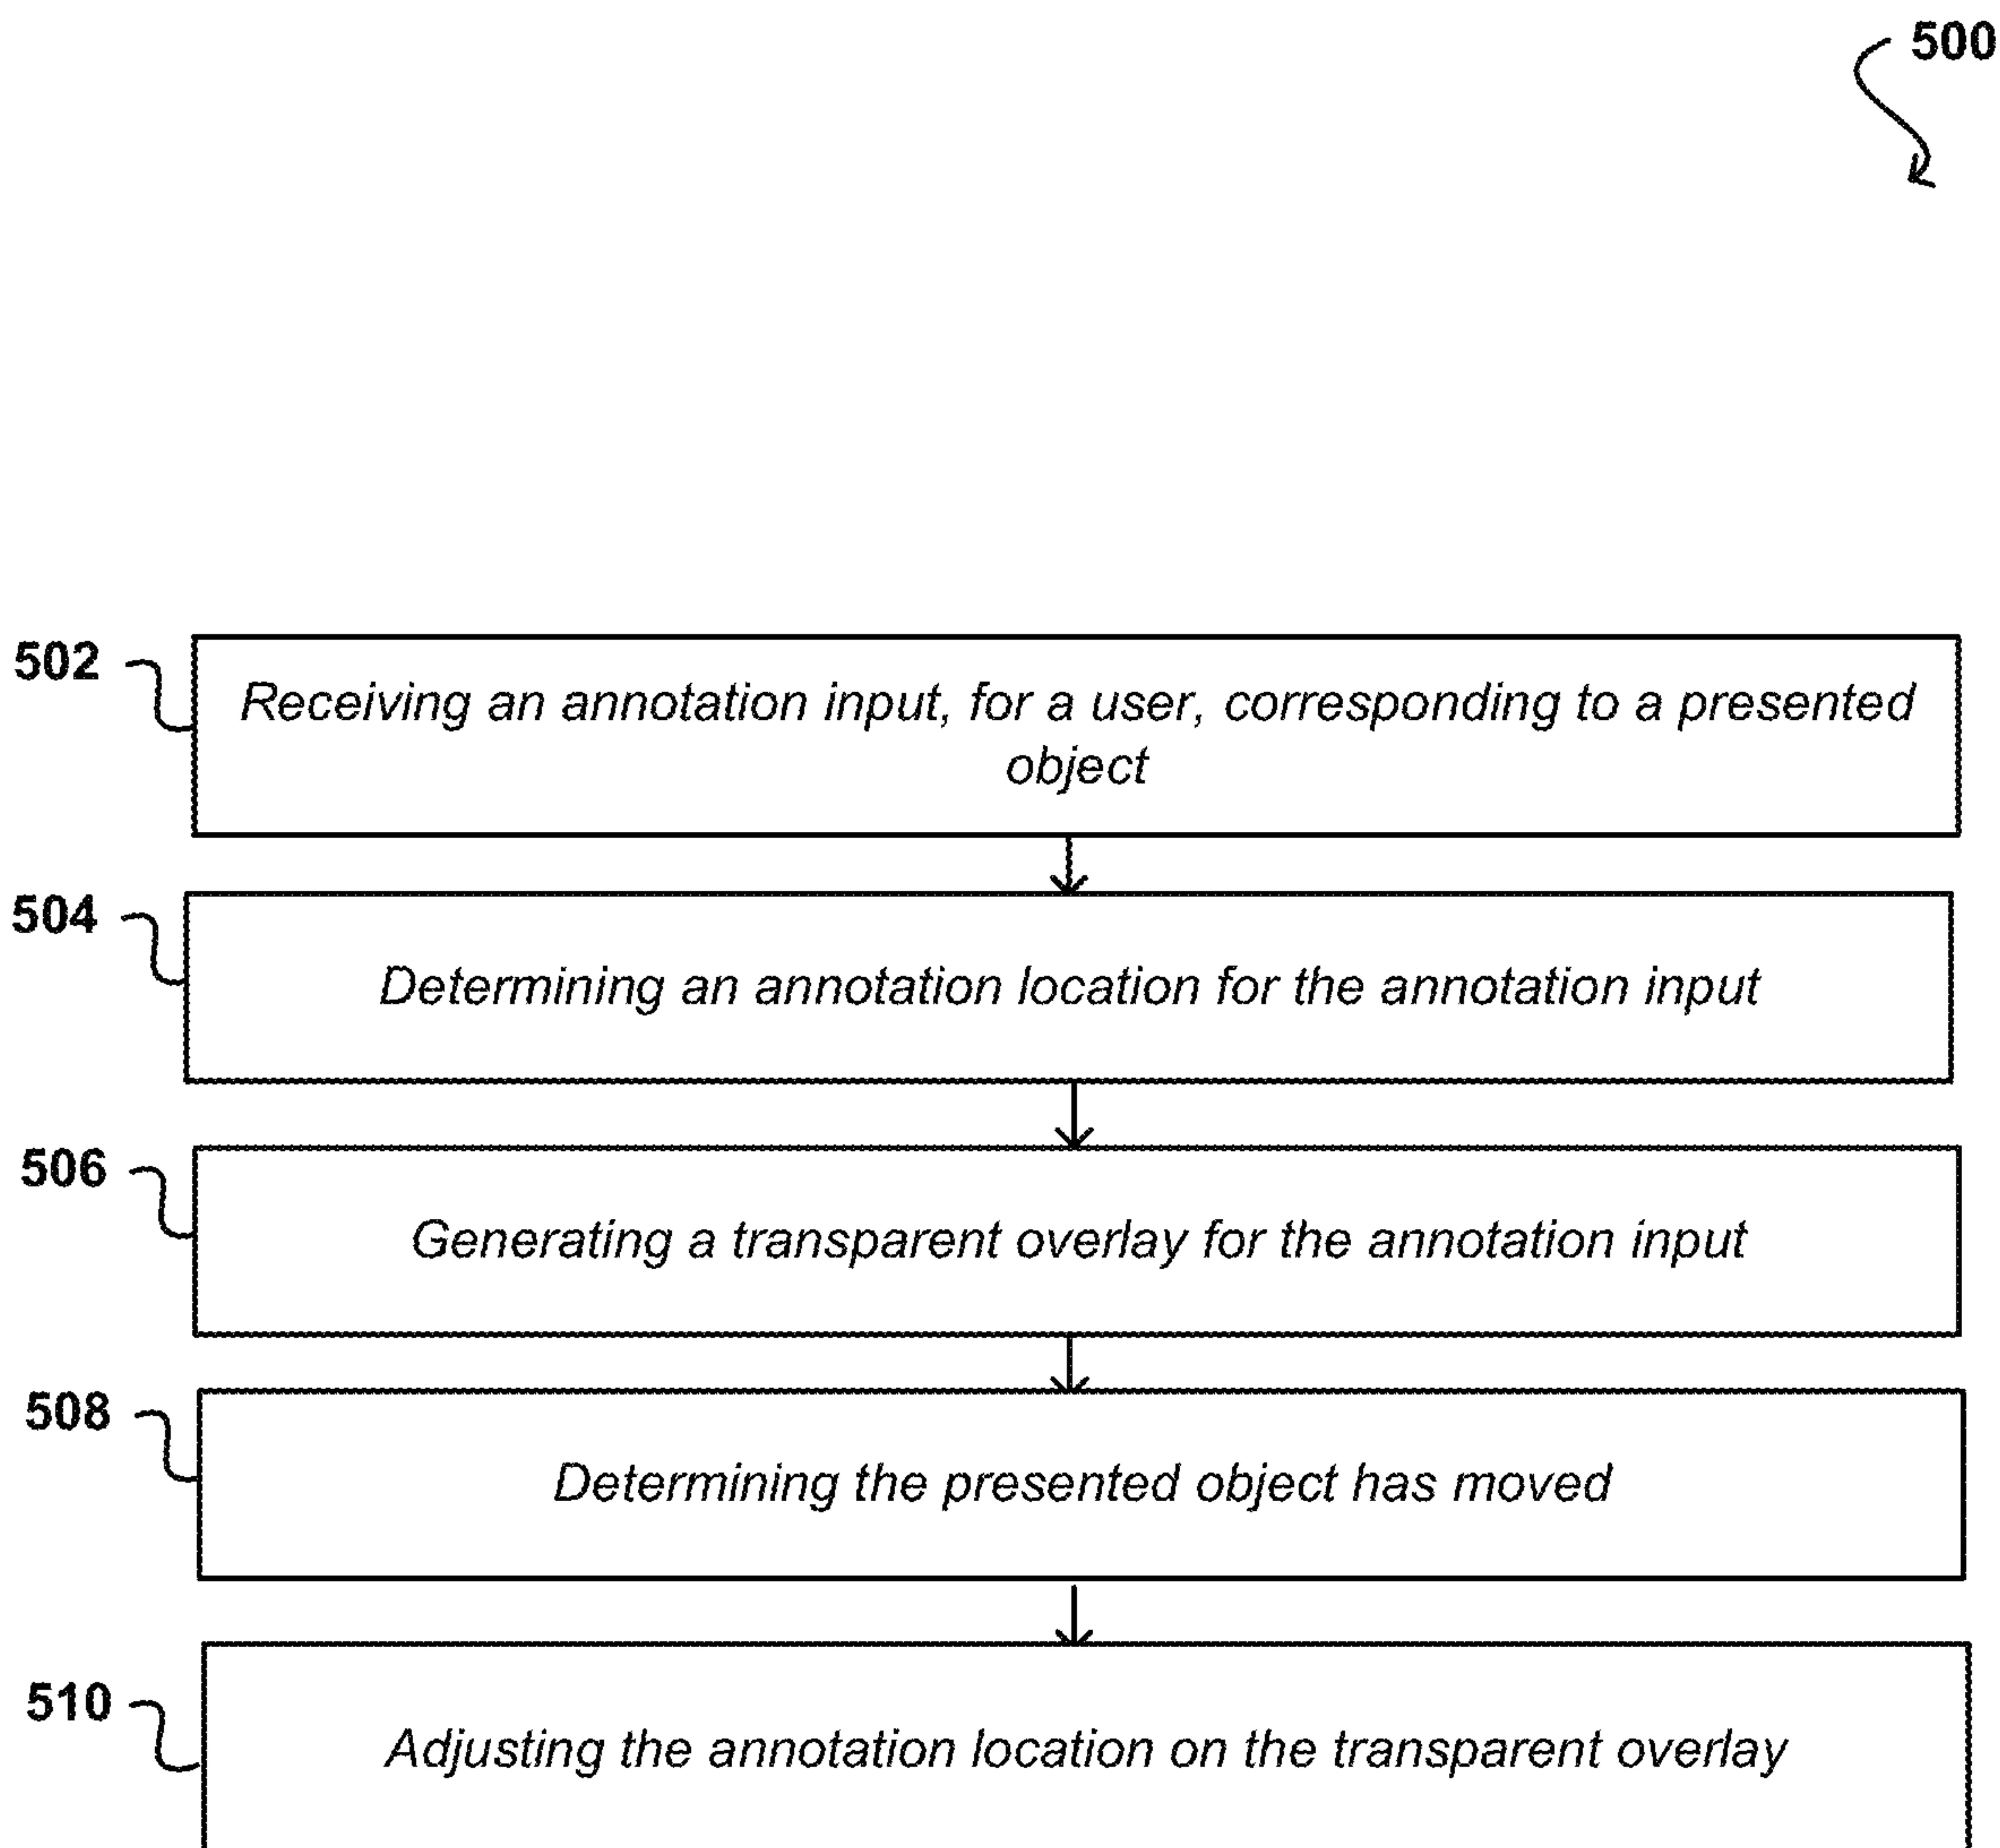 500
502
Receiving an annotation input, for a user, corresponding to a presented
object
504
Determining an annotation location for the annotation input
506
Generating a transparent overlay for the annotation input
508
Determining the presented object has moved
510
Adjusting the annotation location on the transparent overlay